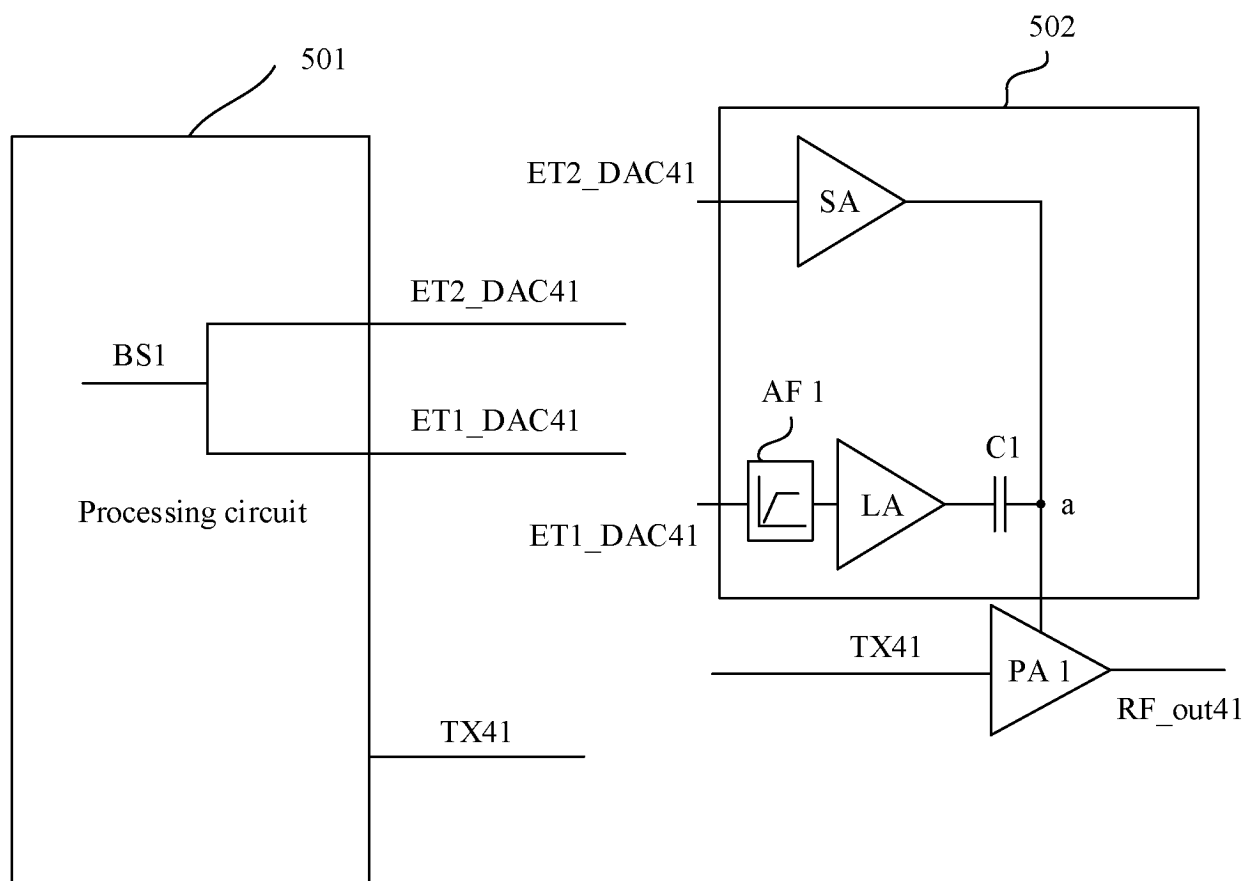 501
502
ET2_DAC41
SA
ET2_DAC41
BS1
ET1_DAC41
AF 1
C1
LA
a
Processing circuit
ET1_DAC41
TX41
PA 1
RF_out41
TX41